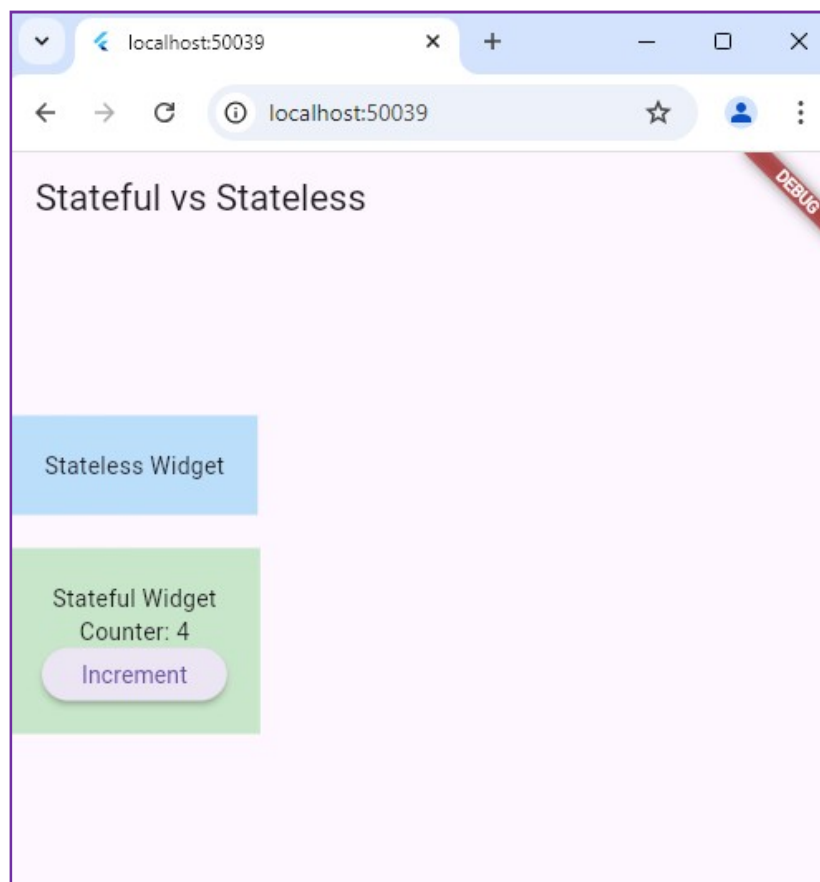 localhost:50039
localhost:50039
DEBUG
Stateful vs Stateless
Stateless Widget
Stateful Widget
Counter: 4
Increment